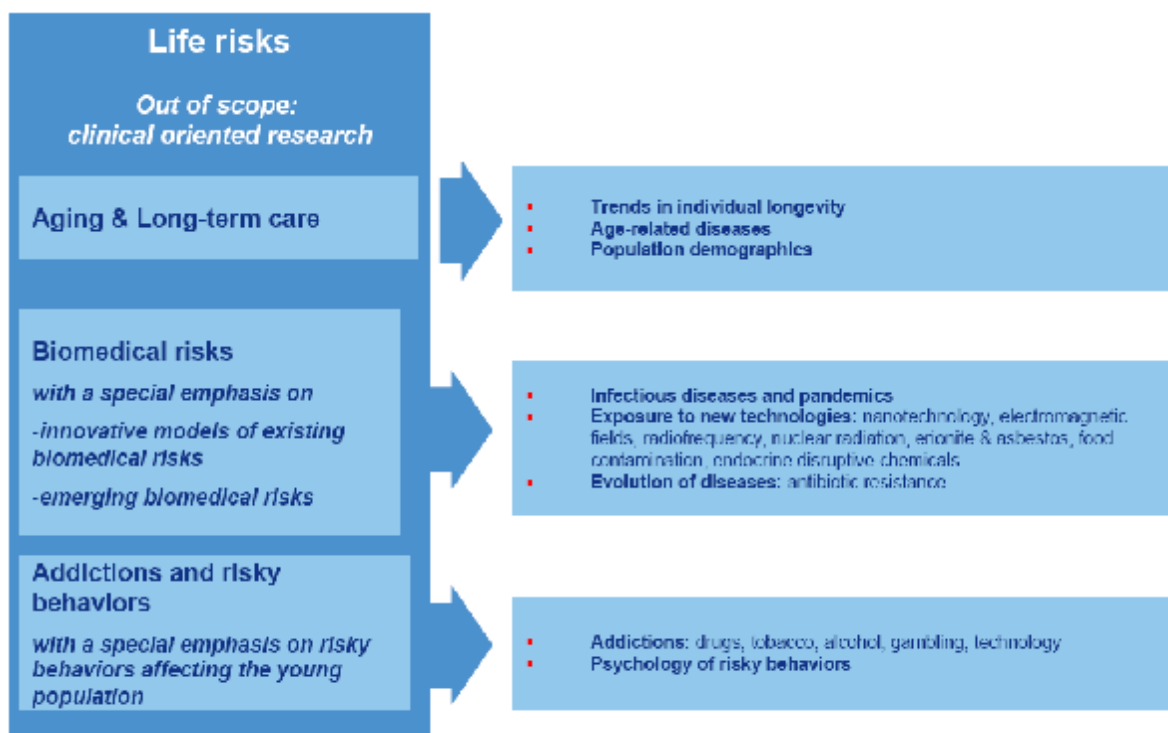 Life risks
Out of scope:
clinical oriented research
Aging & Long-term care
Trends in individual longevity
Age-related diseases
Population demographics
Biomedical risks
with a special emphasis on
-innovative models of existing
biomedical risks
-emerging biomedical risks
Infectious diseases and pandemics
Exposure to new technologies: nanotechnology, electromagnetic
fields, radiofrequency, nuclear radiation, erionite & asbestos, food
contamination, endocrine disruptive chemicals
Evolution of diseases: antibiotic resistance
Addictions and risky
behaviors
with a special emphasis on risky
behaviors affecting the young
population
Addictions: drugs, tobacco, alcohol, gambling, technology
Psychology of risky behaviors